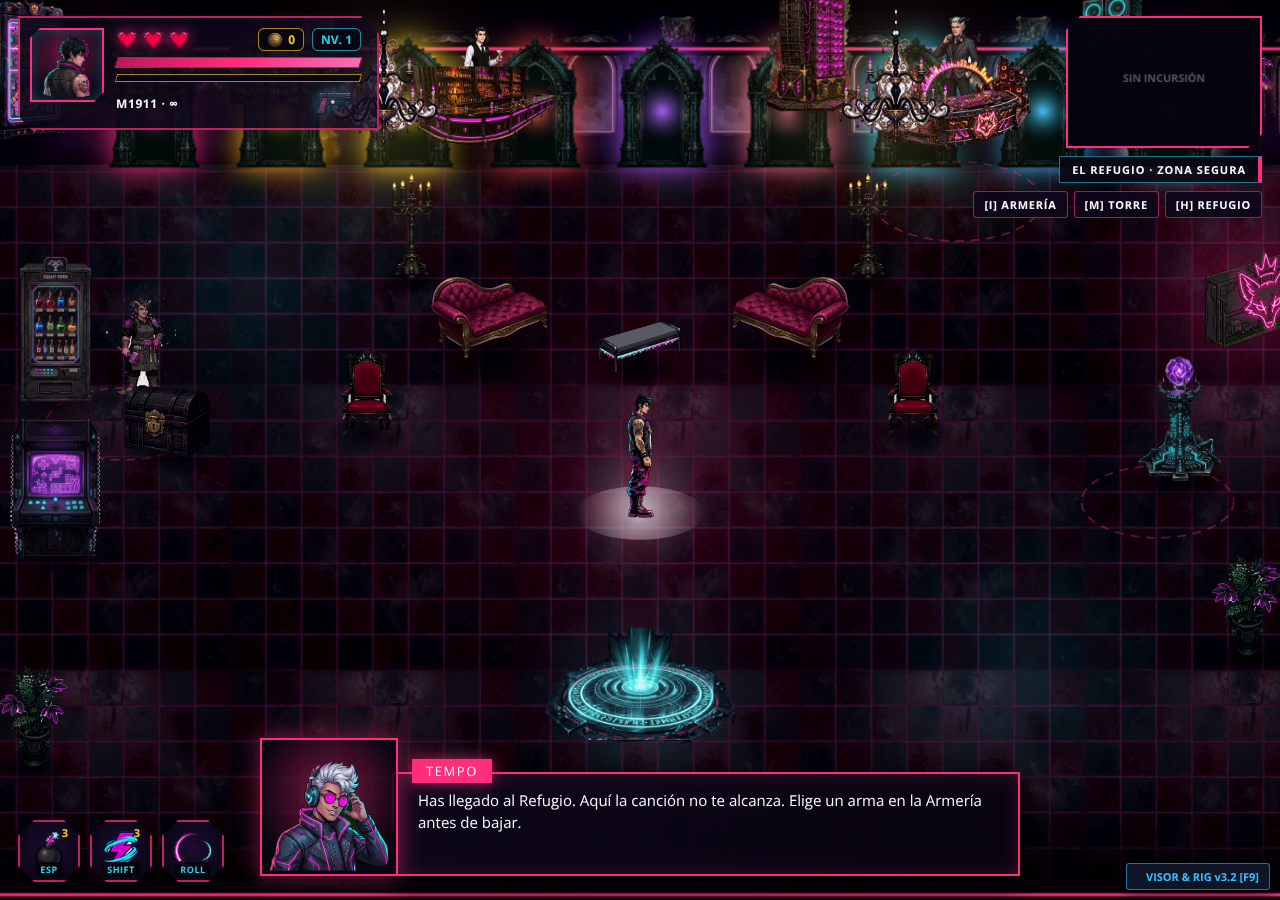 0
NV. 1
M1911 · ∞
SIN INCURSIÓN
EL REFUGIO · ZONA SEGURA
[I] ARMERÍA
[M] TORRE
[H] REFUGIO
TEMPO
Has llegado al Refugio. Aquí la canción no te alcanza. Elige un arma en la Armería
antes de bajar.
3
ESP
3
SHIFT
ROLL
VISOR & RIG v3.2 [F9]